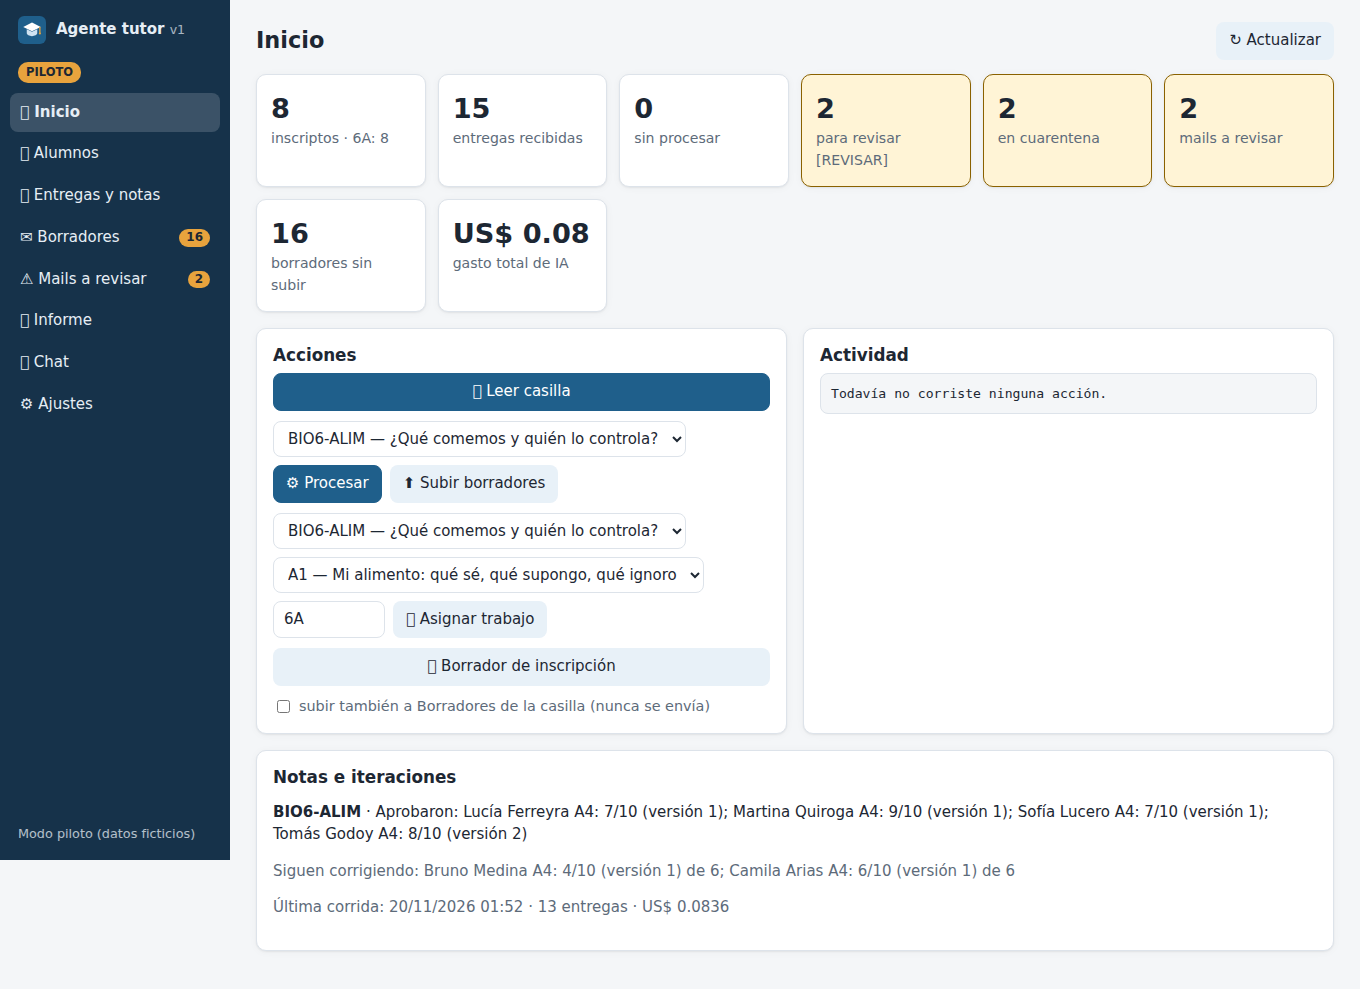 Agente tutor v1
PILOTO
Inicio
Alumnos
Entregas y notas
✉ Borradores 16
⚠ Mails a revisar 2
Informe
Chat
⚙ Ajustes
Modo piloto (datos ficticios)
Inicio
↻ Actualizar
8
inscriptos · 6A: 8
15
entregas recibidas
0
sin procesar
2
para revisar
[REVISAR]
2
en cuarentena
2
mails a revisar
16
borradores sin
subir
US$ 0.08
gasto total de IA
Acciones
Leer casilla
BIO6-ALIM — ¿Qué comemos y quién lo controla?
⚙ Procesar
⬆ Subir borradores
BIO6-ALIM — ¿Qué comemos y quién lo controla?
A1 — Mi alimento: qué sé, qué supongo, qué ignoro
6A
Asignar trabajo
Borrador de inscripción
subir también a Borradores de la casilla (nunca se envía)
Actividad
Todavía no corriste ninguna acción.
Notas e iteraciones
BIO6-ALIM · Aprobaron: Lucía Ferreyra A4: 7/10 (versión 1); Martina Quiroga A4: 9/10 (versión 1); Sofía Lucero A4: 7/10 (versión 1);
Tomás Godoy A4: 8/10 (versión 2)
Siguen corrigiendo: Bruno Medina A4: 4/10 (versión 1) de 6; Camila Arias A4: 6/10 (versión 1) de 6
Última corrida: 20/11/2026 01:52 · 13 entregas · US$ 0.0836